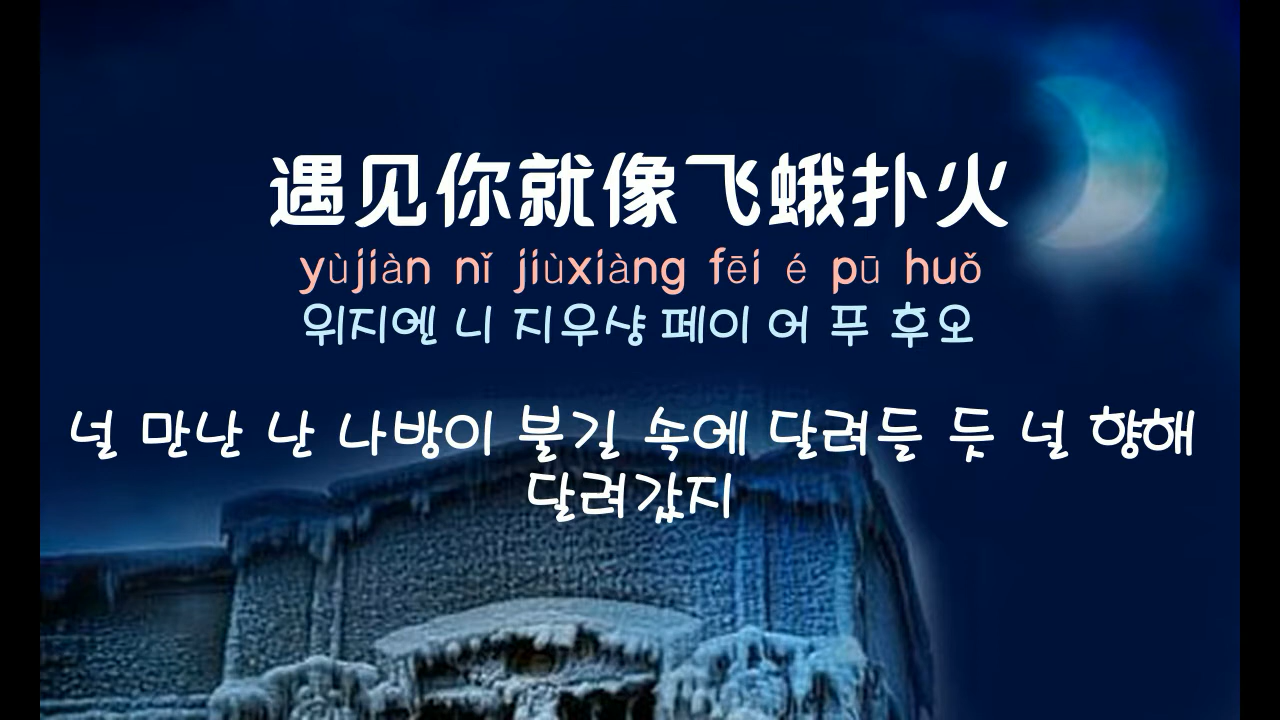 遇见你就像飞蛾扑火
yùjiàn nǐ jiùxiàng fēi é pū huǒ
위지엔 니 지우샹 페이 어 푸 후오
널 만난 난 나방이 불길 속에 달려들 듯 널 향해
달려갔지